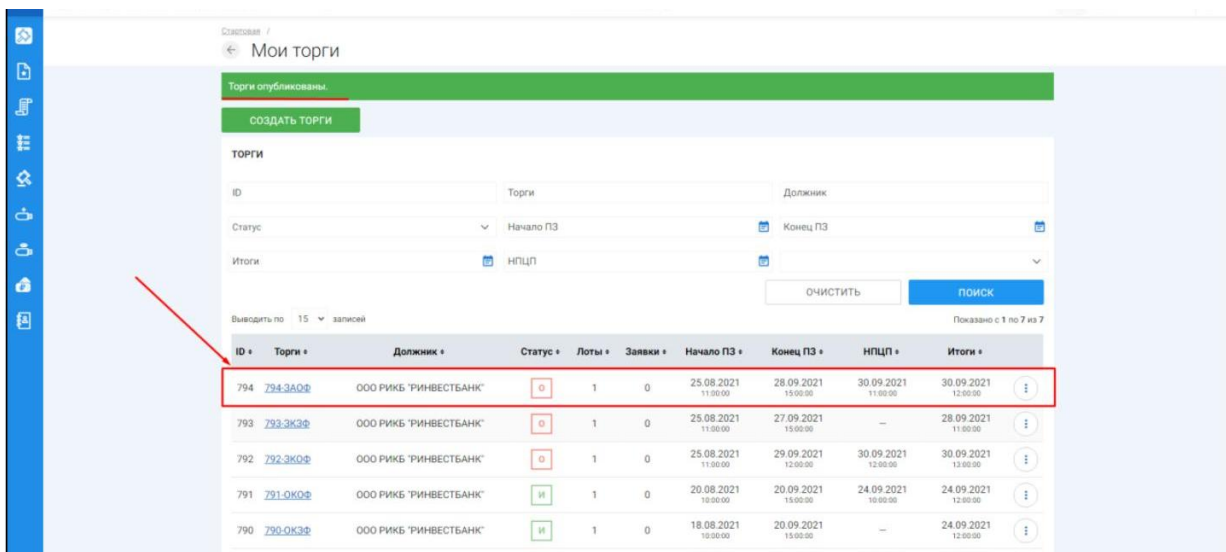 Стартовая /
Мои торги
Торги опубликованы.
СОЗДАТЬ ТОРГИ
ТОРГИ
ID Торги Должник
Статус Начало ПЗ Конец ПЗ
Итоги НПЦП
ОЧИСТИТЬ ПОИСК
Выводить по 15 записей Показано с 1 по 7 из 7
ID Торги Должник Статус Лоты Заявки Начало ПЗ Конец ПЗ НПЦП Итоги
794 794-ЗАОФ ООО РИКБ "РИНВЕСТБАНК" О 1 0 25.08.2021 28.09.2021 30.09.2021 30.09.2021
11:00:00 15:00:00 11:00:00 12:00:00
793 793-ЗКЗФ ООО РИКБ "РИНВЕСТБАНК" О 1 0 25.08.2021 27.09.2021 — 28.09.2021
11:00:00 15:00:00 11:00:00
792 792-ЗКОФ ООО РИКБ "РИНВЕСТБАНК" О 1 0 25.08.2021 29.09.2021 30.09.2021 30.09.2021
11:00:00 12:00:00 12:00:00 13:00:00
791 791-ОКОФ ООО РИКБ "РИНВЕСТБАНК" И 1 0 20.08.2021 20.09.2021 24.09.2021 24.09.2021
10:00:00 15:00:00 10:00:00 12:00:00
790 790-ОКЗФ ООО РИКБ "РИНВЕСТБАНК" И 1 0 18.08.2021 20.09.2021 — 24.09.2021
10:00:00 15:00:00 12:00:00